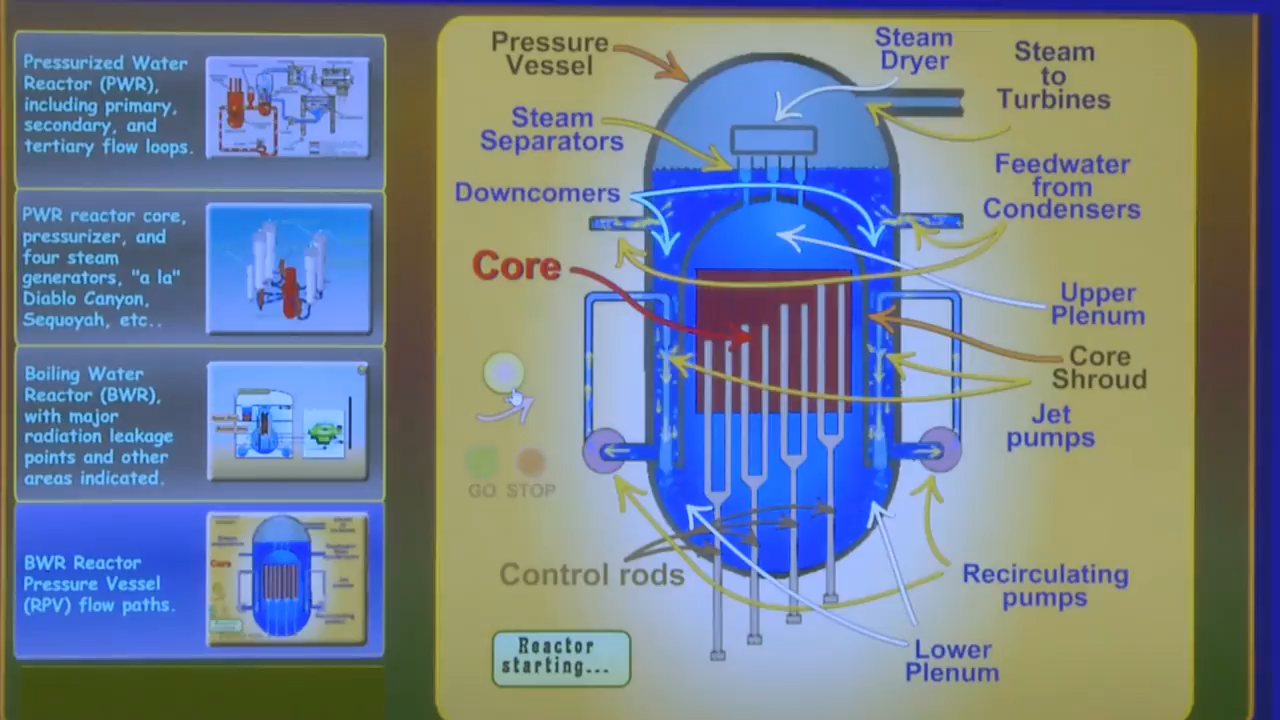 Pressurized Water
Reactor (PWR),
including primary,
secondary, and
tertiary flow loops.
PWR reactor core,
pressurizer, and
four steam
generators, "a la"
Diablo Canyon,
Sequoyah, etc..
Boiling Water
Reactor (BWR),
with major
radiation leakage
points and other
areas indicated.
BWR Reactor
Pressure Vessel
(RPV) flow paths.
Pressure
Vessel
Steam
Dryer
Steam
to
Turbines
Steam
Separators
Downcomers
Feedwater
from
Condensers
Core
Upper
Plenum
Core
Shroud
Jet
pumps
GO STOP
Control rods
Recirculating
pumps
Reactor
starting...
Lower
Plenum